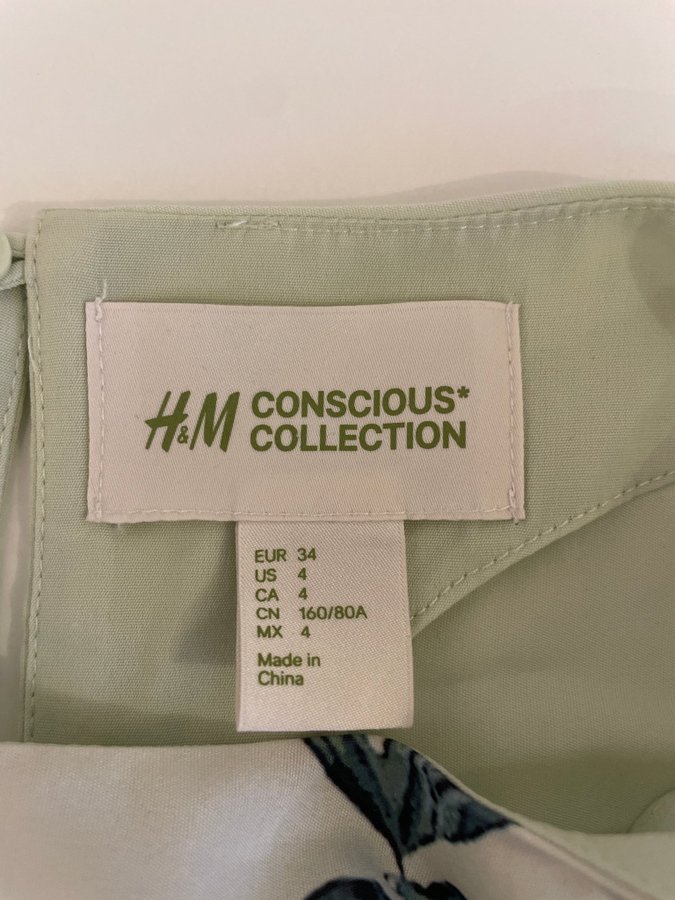 H&M CONSCIOUS*
COLLECTION
EUR 34
US 4
CA 4
CN 160/80A
MX 4
Made in
China